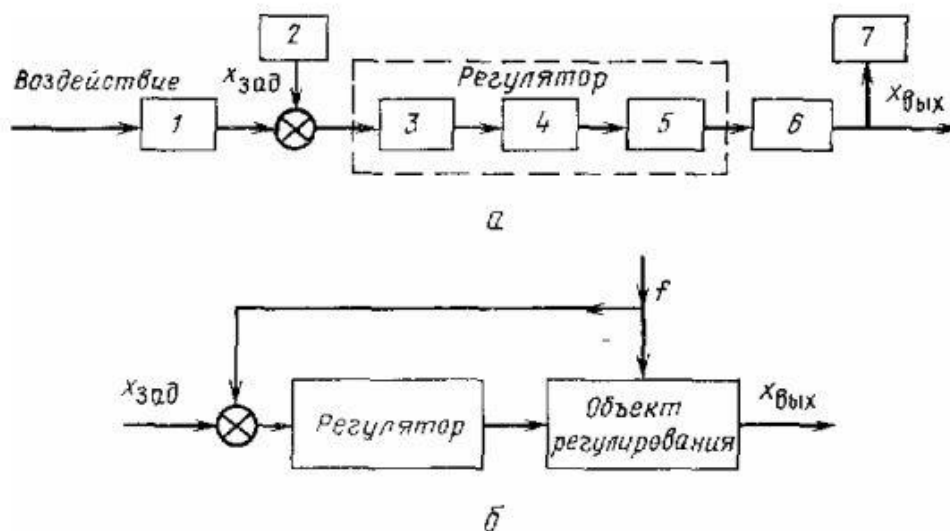 2
7
Воздействие
xзад
Регулятор
xвых
1
3
4
5
6
а
f
xзад
xвых
Регулятор
Объект
регулирования
б